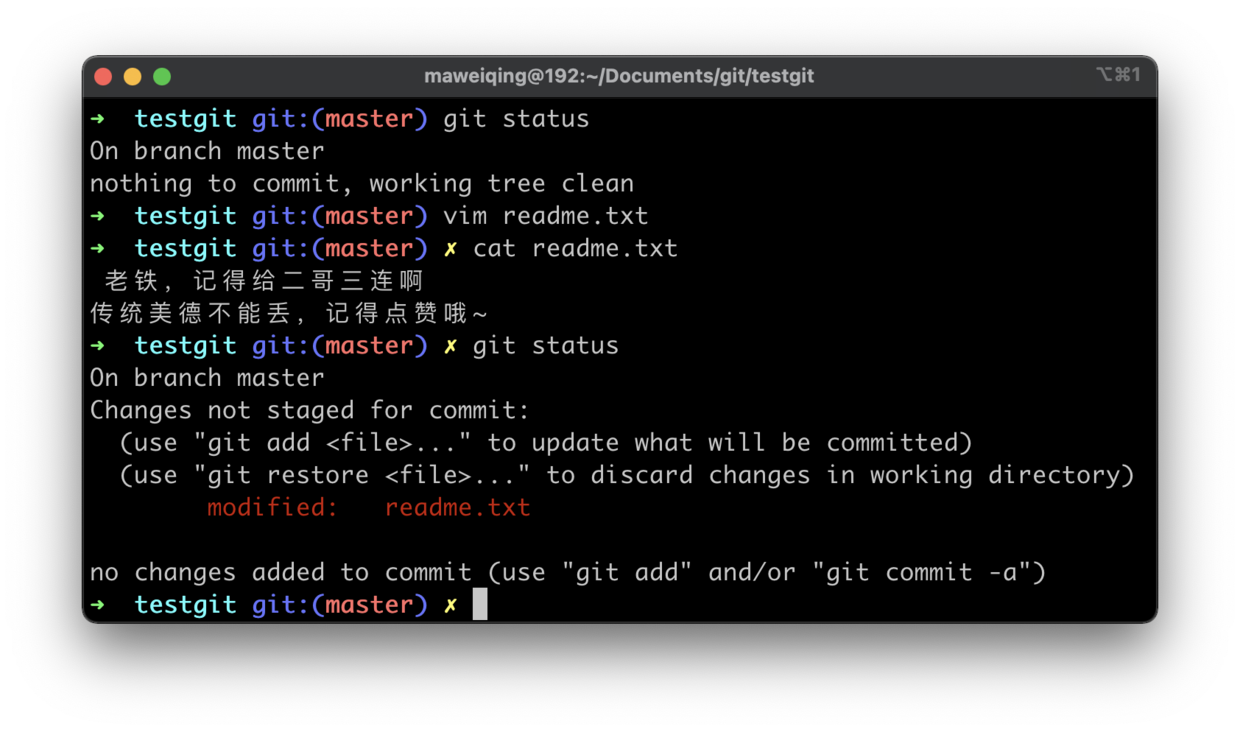 maweiqing@192:~/Documents/git/testgit ⌥⌘1
➜  testgit git:(master) git status
On branch master
nothing to commit, working tree clean
➜  testgit git:(master) vim readme.txt
➜  testgit git:(master) ✗ cat readme.txt
老铁，记得给二哥三连啊
传统美德不能丢，记得点赞哦~
➜  testgit git:(master) ✗ git status
On branch master
Changes not staged for commit:
  (use "git add <file>..." to update what will be committed)
  (use "git restore <file>..." to discard changes in working directory)
        modified:   readme.txt
no changes added to commit (use "git add" and/or "git commit -a")
➜  testgit git:(master) ✗